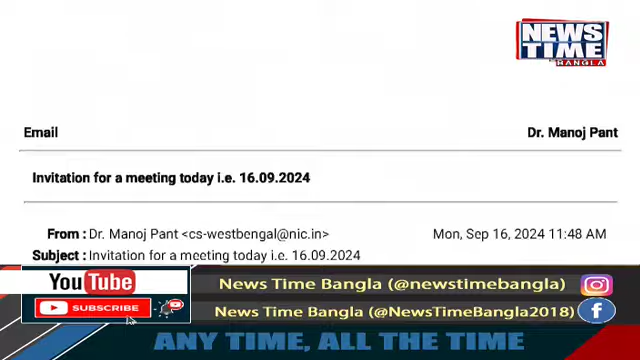 NEWS
TIME
BANGLA
Email Dr. Manoj Pant
Invitation for a meeting today i.e. 16.09.2024
From : Dr. Manoj Pant <cs-westbengal@nic.in> Mon, Sep 16, 2024 11:48 AM
Subject : Invitation for a meeting today i.e. 16.09.2024
YouTube
SUBSCRIBE
News Time Bangla (@newstimebangla)
News Time Bangla (@NewsTimeBangla2018)
ANY TIME, ALL THE TIME